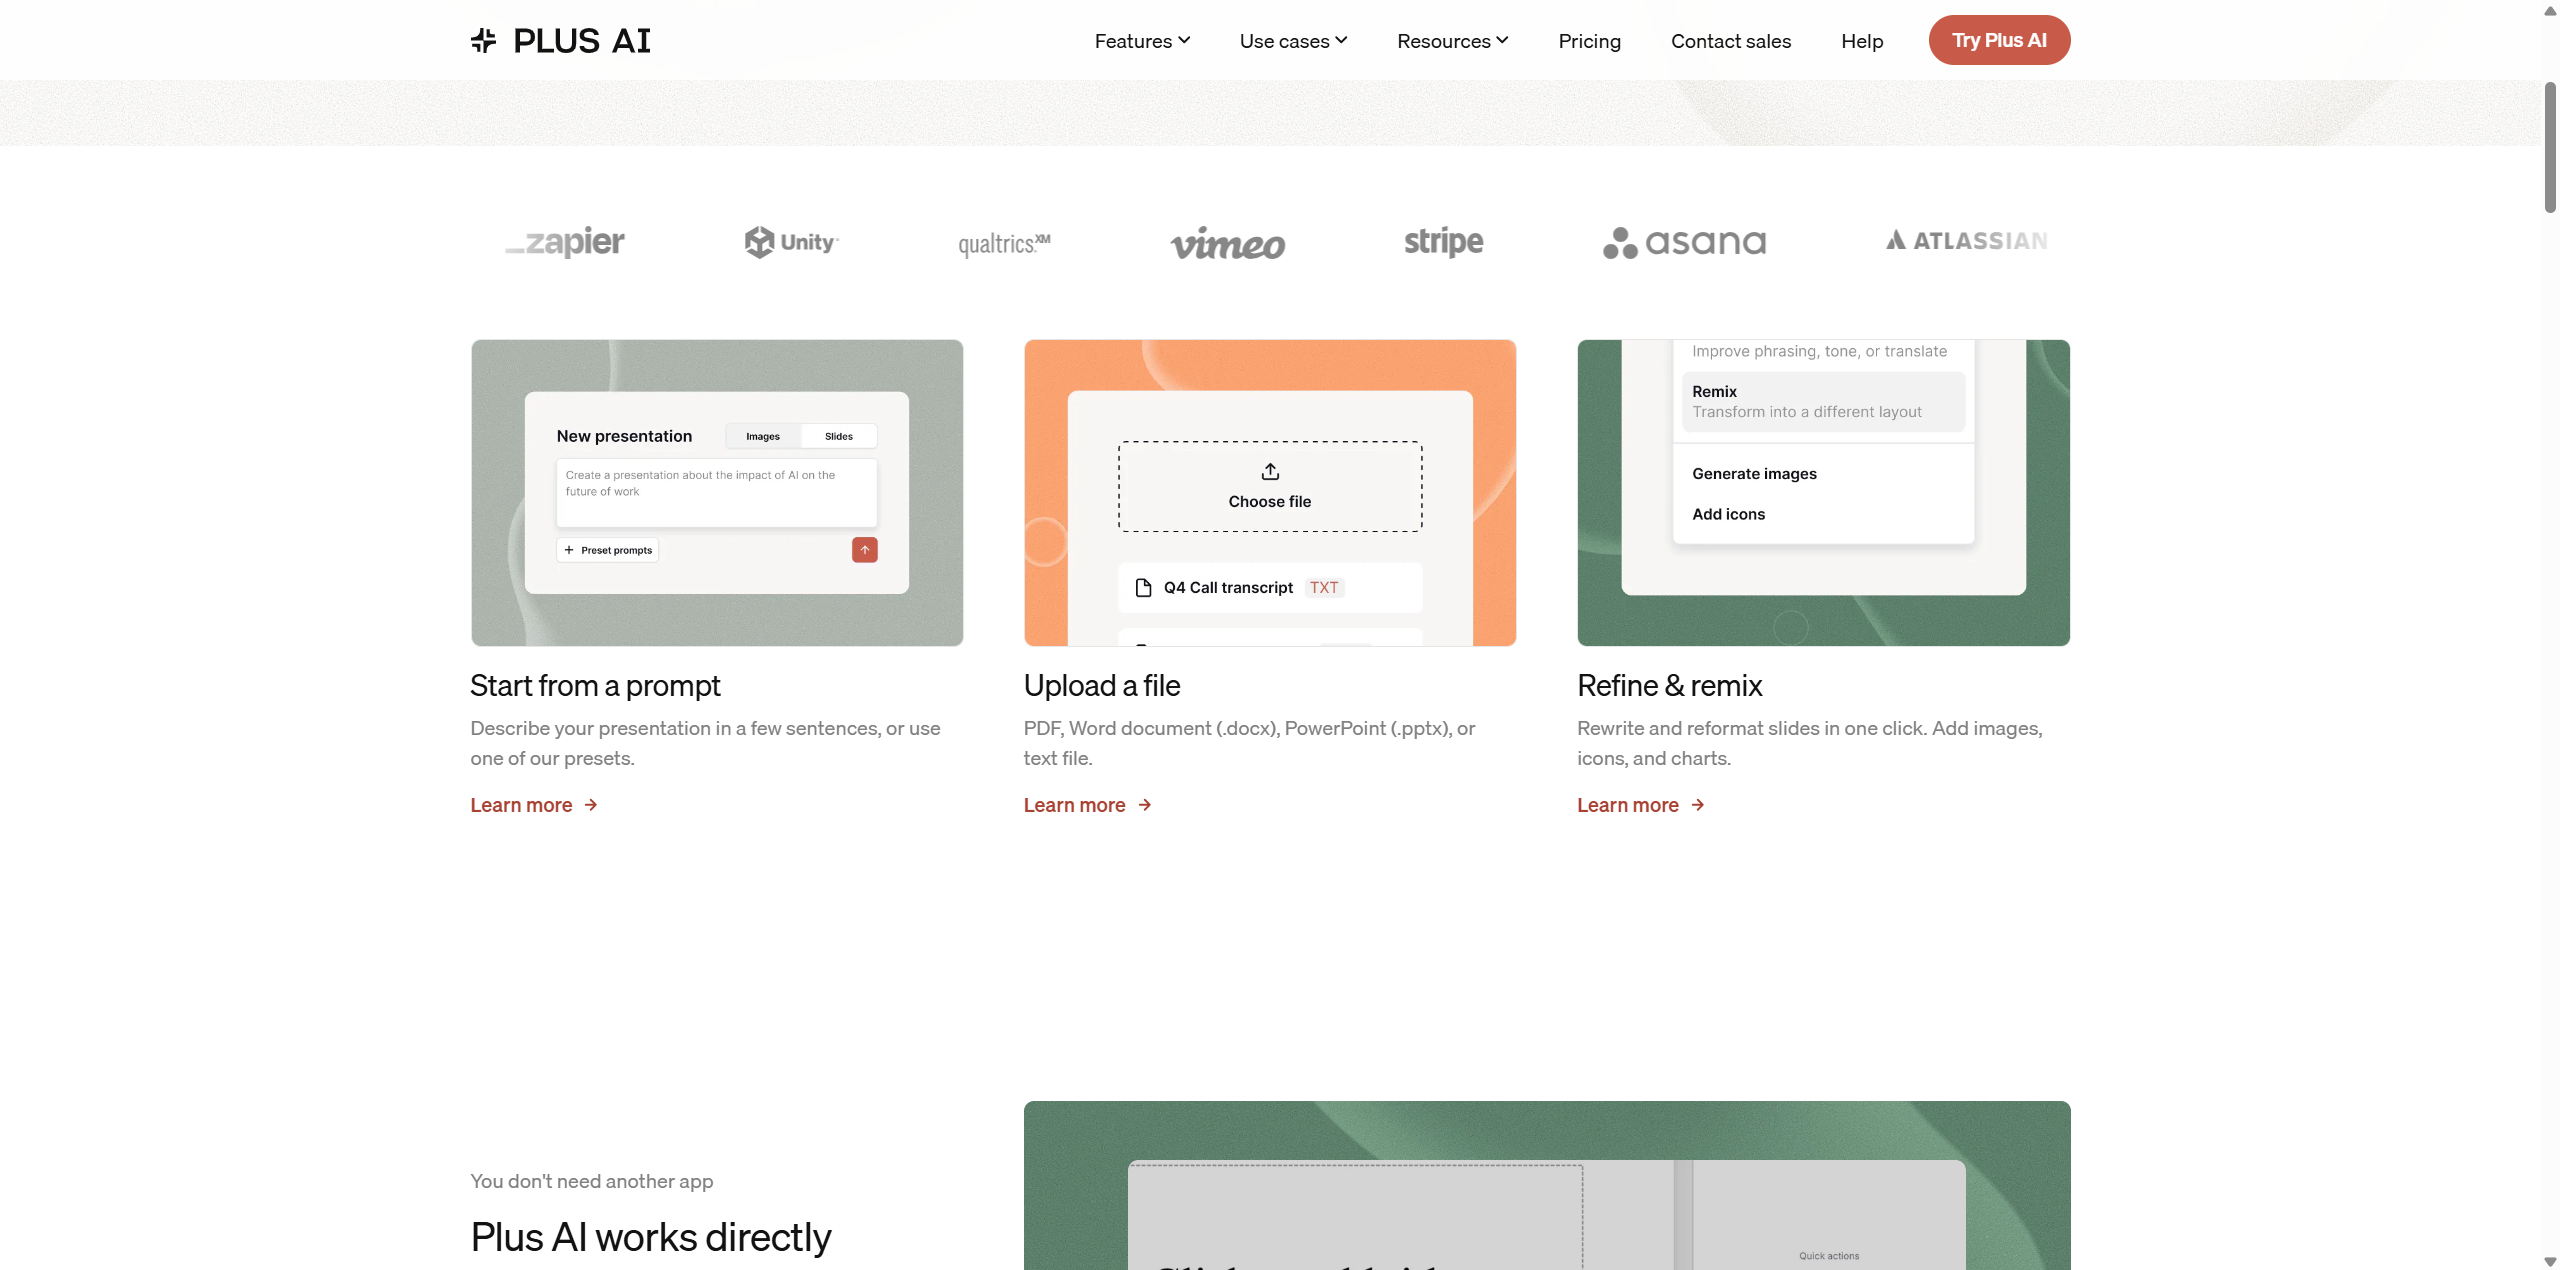 PLUS AI
Features
Use cases
Resources
Pricing
Contact sales
Help
Try Plus AI
_zapier
Unity
qualtrics.XM
vimeo
stripe
asana
ATLASSIAN
New presentation
Images
Slides
Create a presentation about the impact of AI on the
future of work
Preset prompts
Choose file
Q4 Call transcript TXT
Improve phrasing, tone, or translate
Remix
Transform into a different layout
Generate images
Add icons
Start from a prompt
Describe your presentation in a few sentences, or use
one of our presets.
Learn more
Upload a file
PDF, Word document (.docx), PowerPoint (.pptx), or
text file.
Learn more
Refine & remix
Rewrite and reformat slides in one click. Add images,
icons, and charts.
Learn more
You don't need another app
Plus AI works directly
Quick actions